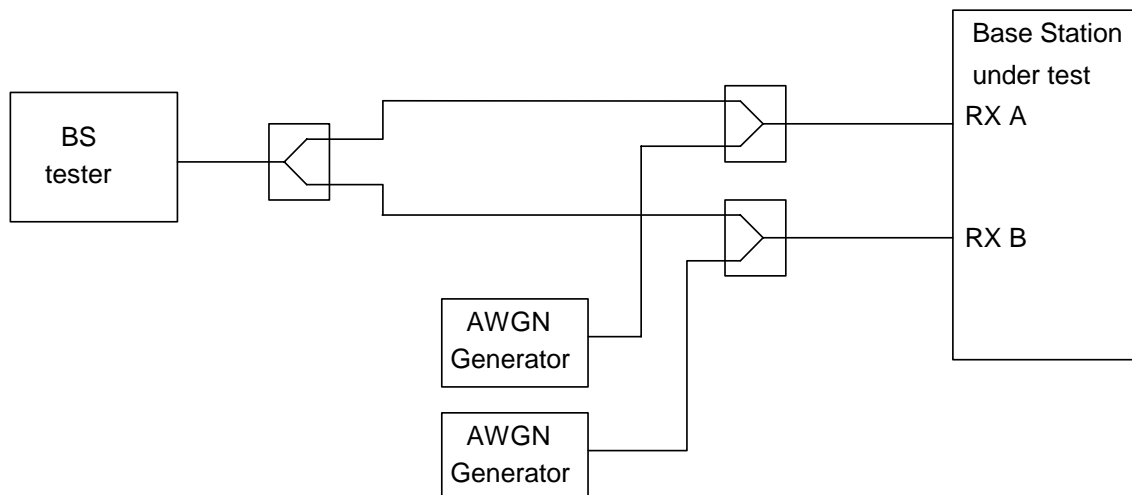 BS
tester
Base Station
under test
RX A
RX B
AWGN
Generator
AWGN
Generator